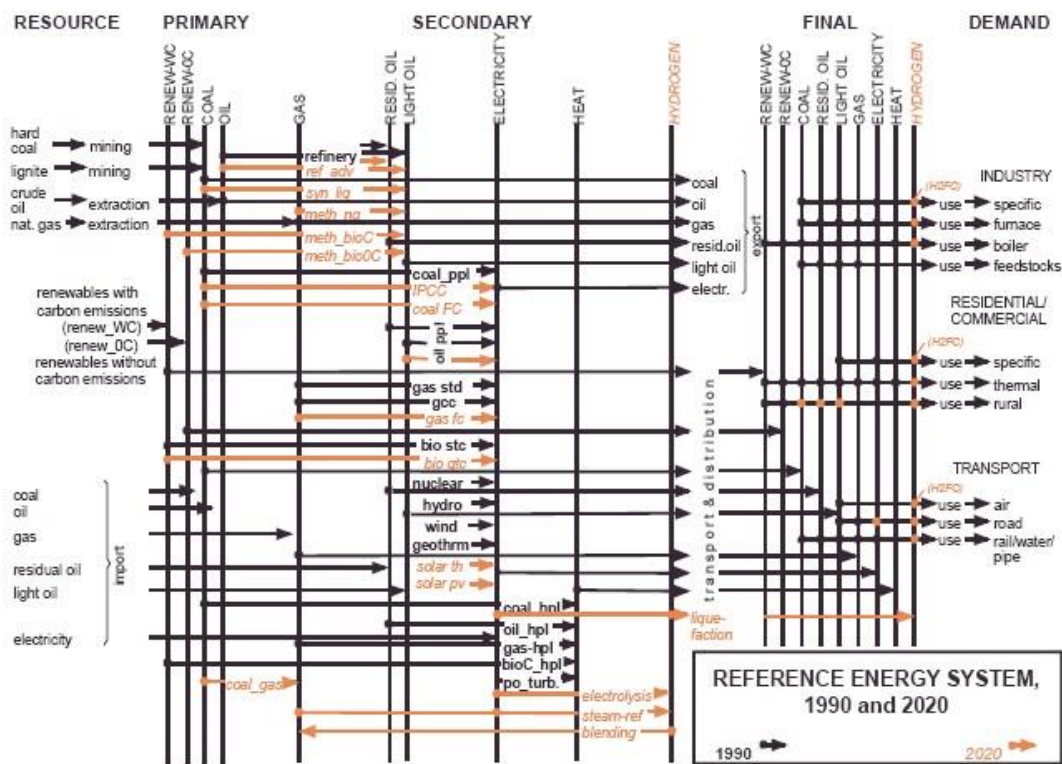 RESOURCE PRIMARY SECONDARY FINAL DEMAND
RENEW-WC
RENEW-0C
COAL
OIL
GAS
RESID. OIL
LIGHT OIL
ELECTRICITY
HEAT
HYDROGEN
RENEW-WC
RENEW-0C
COAL
RESID. OIL
LIGHT OIL
GAS
ELECTRICITY
HEAT
HYDROGEN
hard
coal mining
lignite mining
crude
oil extraction
nat. gas extraction
renewables with
carbon emissions
(renew_WC)
(renew_0C)
renewables without
carbon emissions
coal
oil
gas
residual oil
light oil
electricity
import
refinery
ref_adv
syn_liq
meth_ng
meth_bioC
meth_bio0C
coal_ppl
IPCC
coal FC
oil ppl
gas std
gcc
gas fc
bio stc
bio gtc
nuclear
hydro
wind
geothrm
solar th
solar pv
coal_hpl
oil_hpl
gas-hpl
bioC_hpl
po_turb.
coal_gas
electrolysis
steam-ref
blending
coal
oil
gas
resid.oil
light oil
electr.
export
transport & distribution
lique-
faction
INDUSTRY
(H2FC)
use specific
use furnace
use boiler
use feedstocks
RESIDENTIAL/
COMMERCIAL
(H2FC)
use specific
use thermal
use rural
TRANSPORT
(H2FC)
use air
use road
use rail/water/
pipe
REFERENCE ENERGY SYSTEM,
1990 and 2020
1990 2020